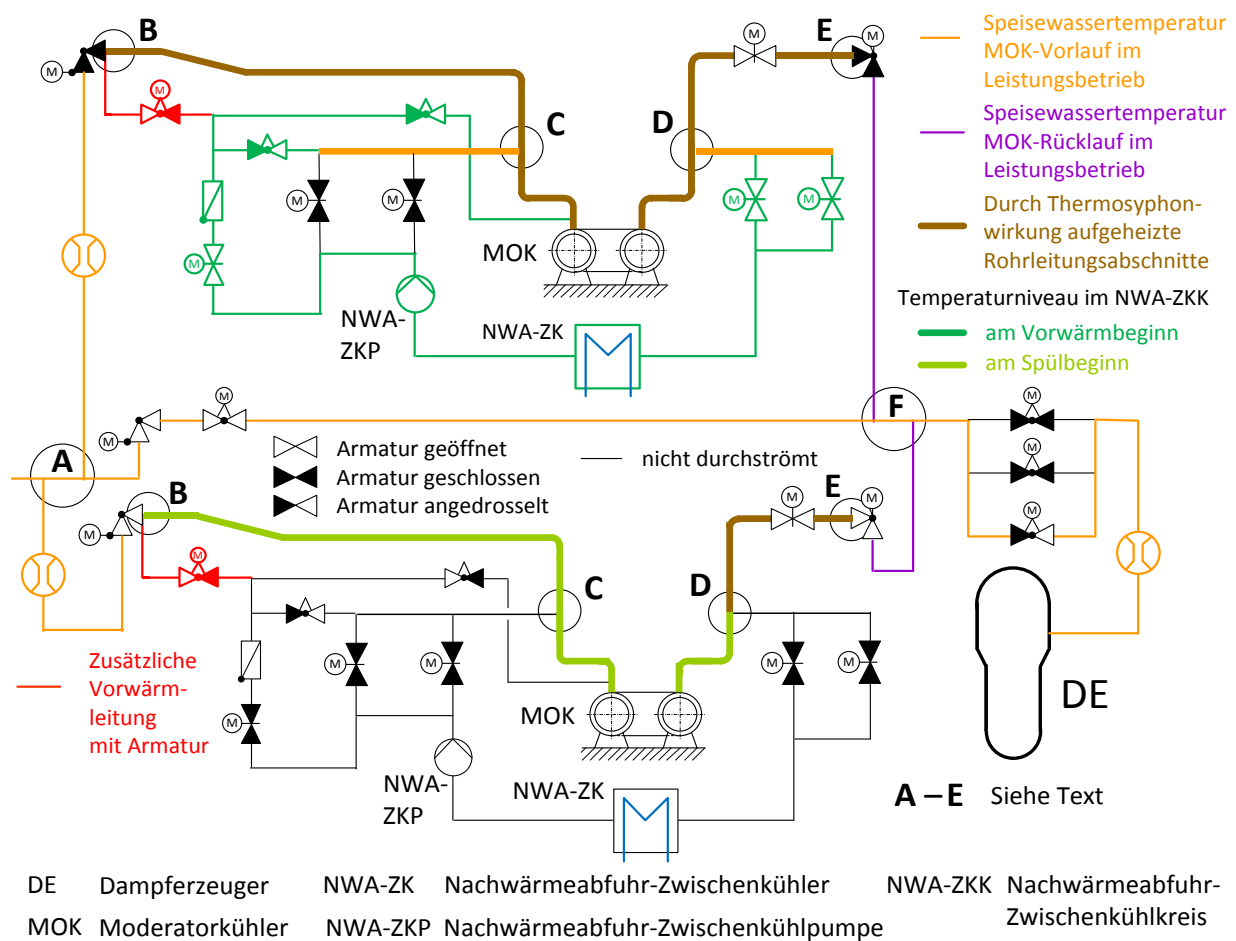 B
E
M
M
M
Speisewassertemperatur
MOK-Vorlauf im
Leistungsbetrieb
M
C
D
Speisewassertemperatur
MOK-Rücklauf im
Leistungsbetrieb
M
M
M
M
M
Durch Thermosyphon-
wirkung aufgeheizte
Rohrleitungsabschnitte
MOK
NWA-
ZKP
NWA-ZK
Temperaturniveau im NWA-ZKK
am Vorwärmbeginn
am Spülbeginn
M
M
M
A
F
Armatur geöffnet
Armatur geschlossen
Armatur angedrosselt
nicht durchströmt
M
M
B
E
M
M
M
M
C
D
M
M
M
M
M
Zusätzliche
Vorwärm-
leitung
mit Armatur
MOK
DE
NWA-
ZKP
NWA-ZK
A – E Siehe Text
DE Dampferzeuger NWA-ZK Nachwärmeabfuhr-Zwischenkühler NWA-ZKK Nachwärmeabfuhr-
Zwischenkühlkreis
MOK Moderatorkühler NWA-ZKP Nachwärmeabfuhr-Zwischenkühlpumpe